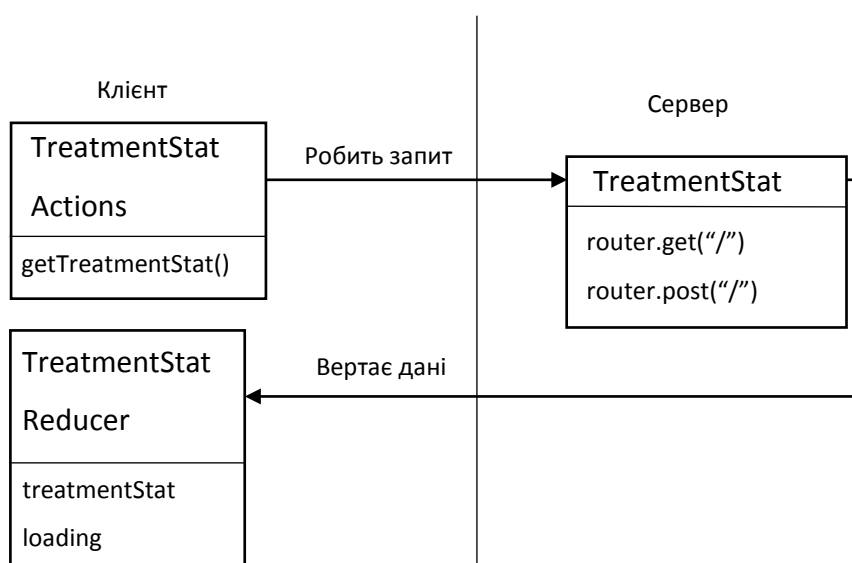 Клієнт
Сервер
TreatmentStat
Actions
getTreatmentStat()
Робить запит
TreatmentStat
router.get(“/”)
router.post(“/”)
TreatmentStat
Reducer
treatmentStat
loading
Вертає дані